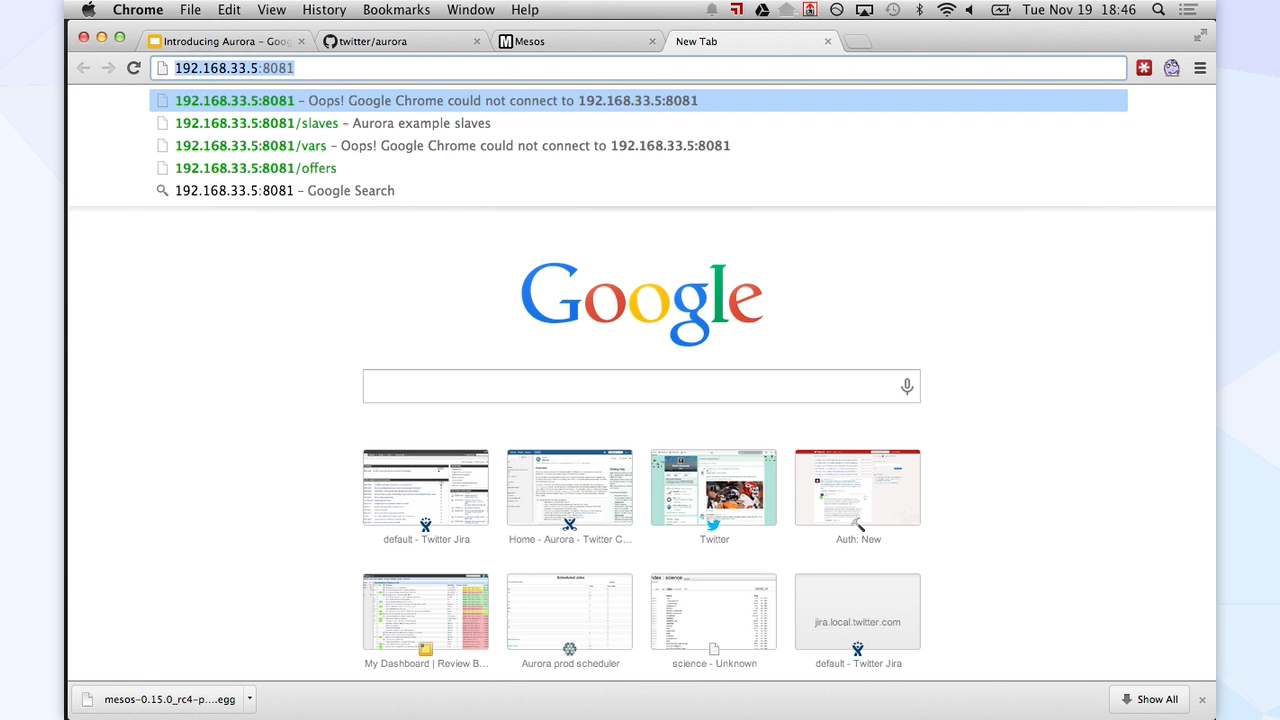 Chrome File Edit View History Bookmarks Window Help Tue Nov 19 18:46
Introducing Aurora – Goog
twitter/aurora
Mesos
New Tab
192.168.33.5:8081
192.168.33.5:8081 – Oops! Google Chrome could not connect to 192.168.33.5:8081
192.168.33.5:8081/slaves – Aurora example slaves
192.168.33.5:8081/vars – Oops! Google Chrome could not connect to 192.168.33.5:8081
192.168.33.5:8081/offers
192.168.33.5:8081 – Google Search
Google
default - Twitter Jira
Home - Aurora - Twitter C...
Twitter
Auth: New
Scheduled Jobs
jira.local.twitter.com
My Dashboard | Review B...
Aurora prod scheduler
science - Unknown
default - Twitter Jira
mesos-0.15.0_rc4-p....egg
Show All